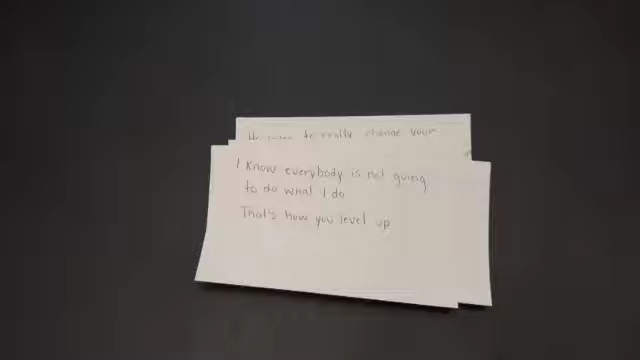 to really change your
I know everybody is not going
to do what I do
That's how you level up